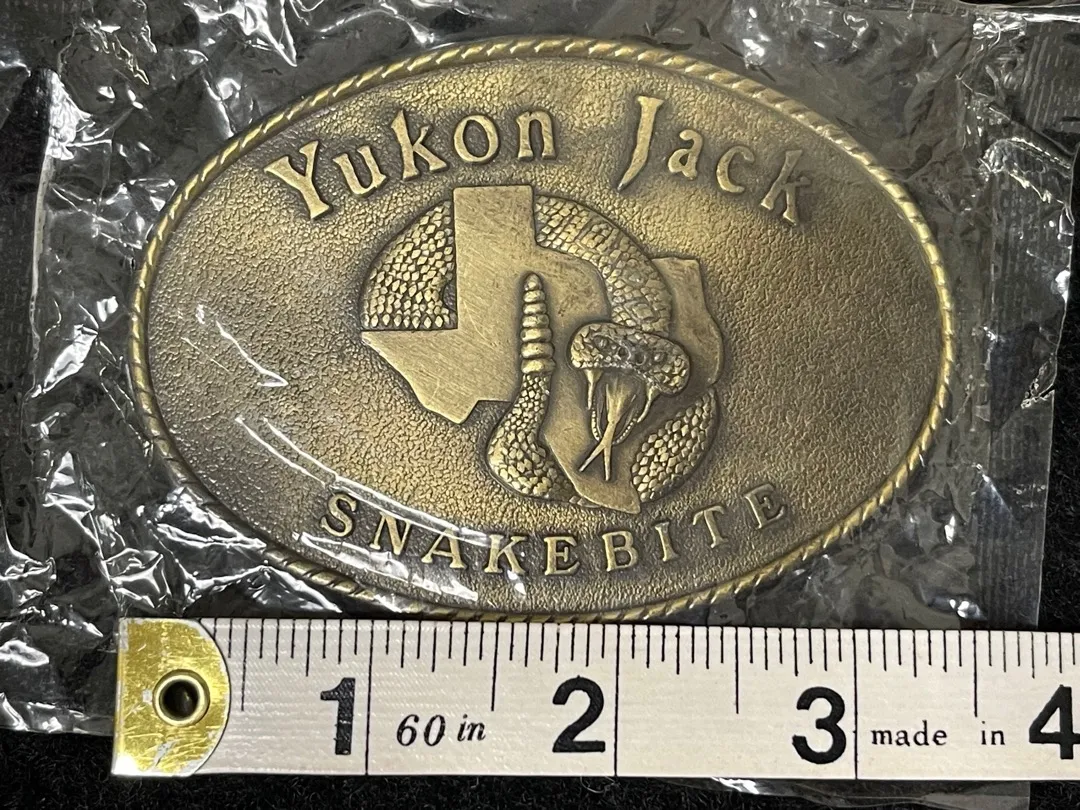 Yukon Jack
SNAKEBITE
1 60 in 2 3 made in 4